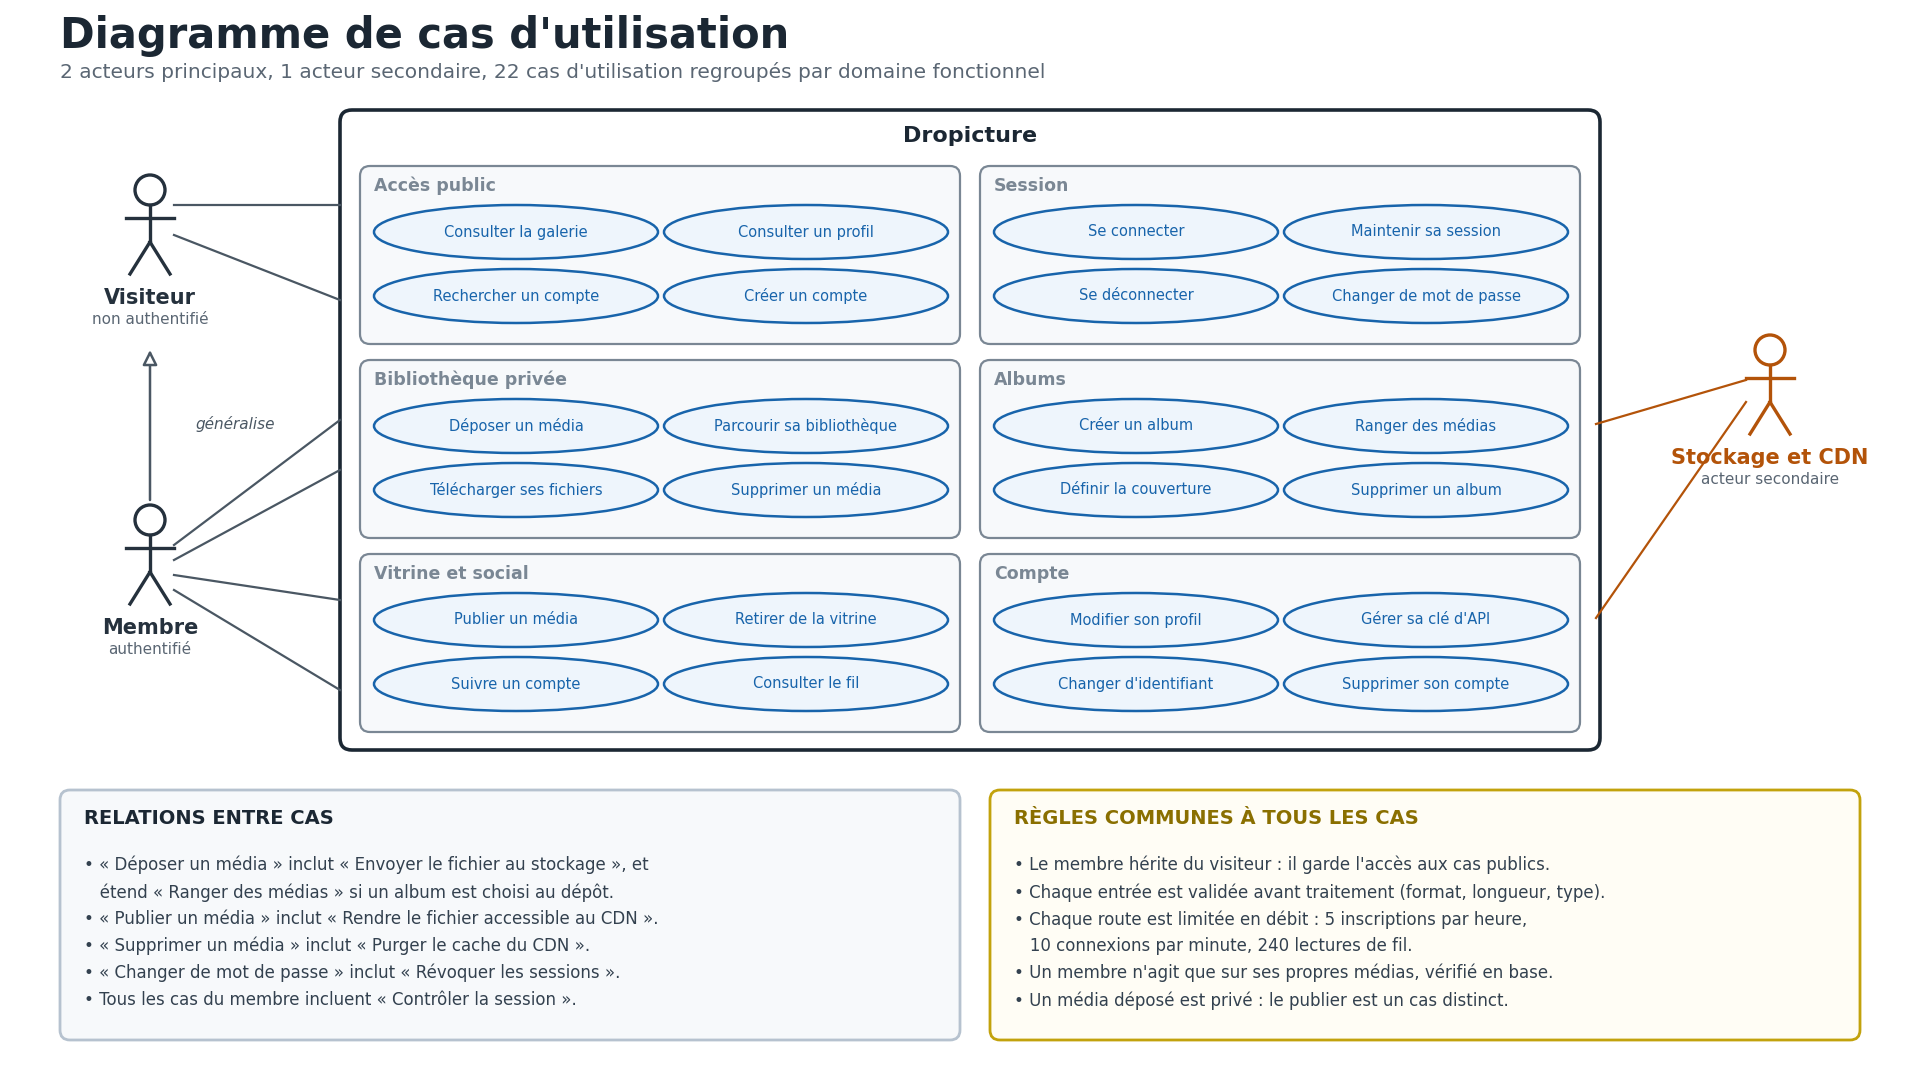 Diagramme de cas d'utilisation
2 acteurs principaux, 1 acteur secondaire, 22 cas d'utilisation regroupés par domaine fonctionnel
Dropicture
Visiteur
non authentifié
généralise
Membre
authentifié
Accès public
Consulter la galerie
Consulter un profil
Rechercher un compte
Créer un compte
Session
Se connecter
Maintenir sa session
Se déconnecter
Changer de mot de passe
Bibliothèque privée
Déposer un média
Parcourir sa bibliothèque
Télécharger ses fichiers
Supprimer un média
Albums
Créer un album
Ranger des médias
Définir la couverture
Supprimer un album
Vitrine et social
Publier un média
Retirer de la vitrine
Suivre un compte
Consulter le fil
Compte
Modifier son profil
Gérer sa clé d'API
Changer d'identifiant
Supprimer son compte
Stockage et CDN
acteur secondaire
RELATIONS ENTRE CAS
• « Déposer un média » inclut « Envoyer le fichier au stockage », et
étend « Ranger des médias » si un album est choisi au dépôt.
• « Publier un média » inclut « Rendre le fichier accessible au CDN ».
• « Supprimer un média » inclut « Purger le cache du CDN ».
• « Changer de mot de passe » inclut « Révoquer les sessions ».
• Tous les cas du membre incluent « Contrôler la session ».
RÈGLES COMMUNES À TOUS LES CAS
• Le membre hérite du visiteur : il garde l'accès aux cas publics.
• Chaque entrée est validée avant traitement (format, longueur, type).
• Chaque route est limitée en débit : 5 inscriptions par heure,
10 connexions par minute, 240 lectures de fil.
• Un membre n'agit que sur ses propres médias, vérifié en base.
• Un média déposé est privé : le publier est un cas distinct.